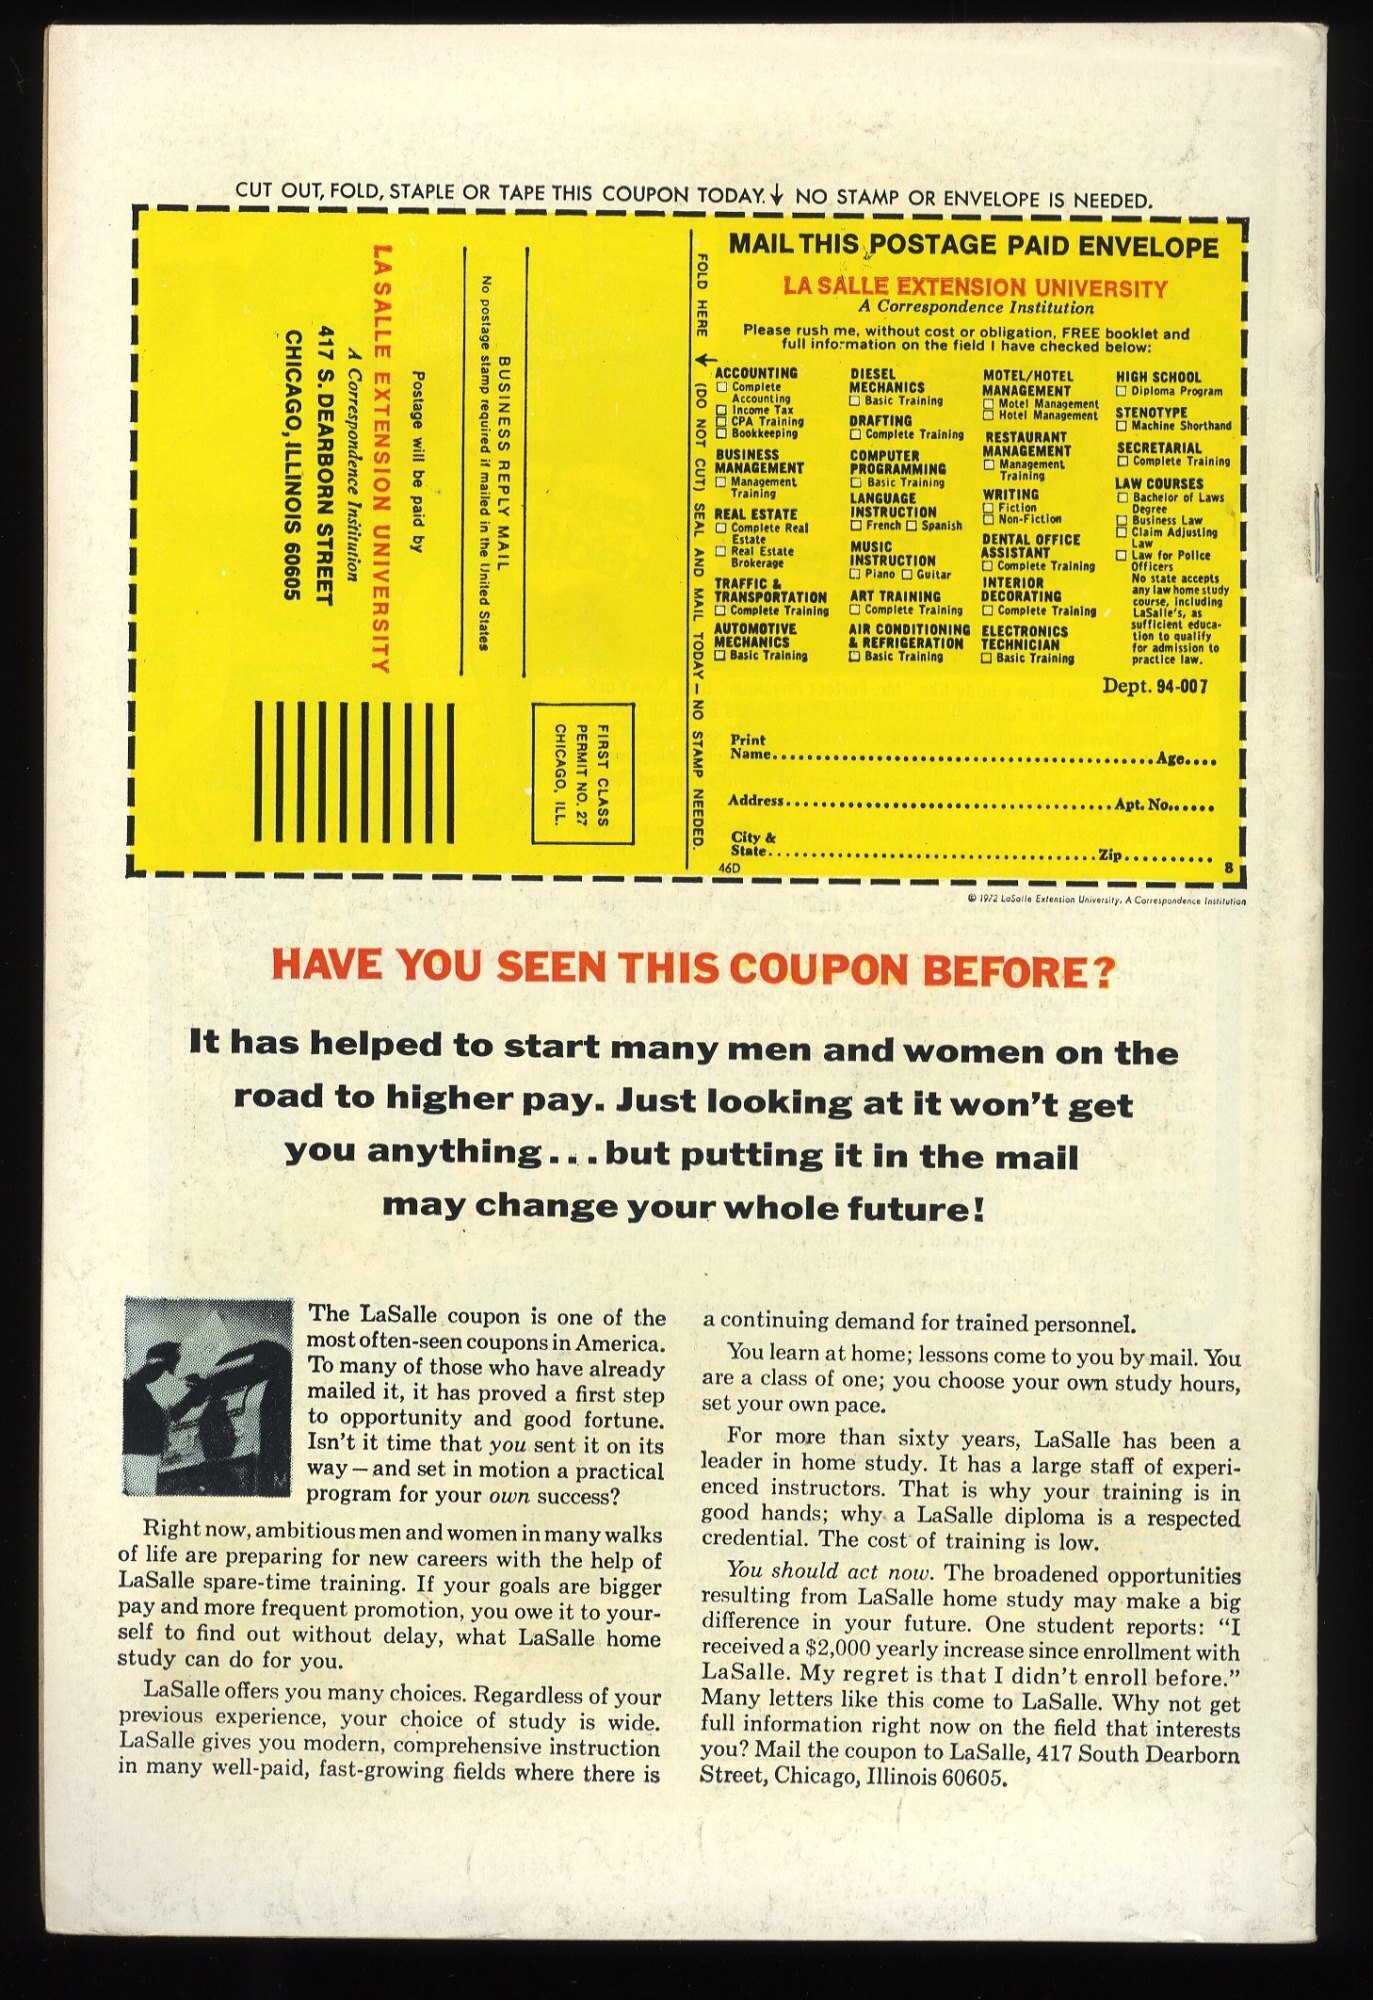 CUT OUT, FOLD, STAPLE OR TAPE THIS COUPON TODAY.↓ NO STAMP OR ENVELOPE IS NEEDED.
BUSINESS REPLY MAIL
No postage stamp required if mailed in the United States
Postage will be paid by
LA SALLE EXTENSION UNIVERSITY
A Correspondence Institution
417 S. DEARBORN STREET
CHICAGO, ILLINOIS 60605
FIRST CLASS
PERMIT NO. 27
CHICAGO, ILL.
FOLD HERE ↓ (DO NOT CUT) SEAL AND MAIL TODAY – NO STAMP NEEDED.
MAIL THIS POSTAGE PAID ENVELOPE
LA SALLE EXTENSION UNIVERSITY
A Correspondence Institution
Please rush me, without cost or obligation, FREE booklet and
full information on the field I have checked below:
ACCOUNTING
☐ Complete
Accounting
☐ Income Tax
☐ CPA Training
☐ Bookkeeping
BUSINESS
MANAGEMENT
☐ Management
Training
REAL ESTATE
☐ Complete Real
Estate
☐ Real Estate
Brokerage
TRAFFIC &
TRANSPORTATION
☐ Complete Training
AUTOMOTIVE
MECHANICS
☐ Basic Training
DIESEL
MECHANICS
☐ Basic Training
DRAFTING
☐ Complete Training
COMPUTER
PROGRAMMING
☐ Basic Training
LANGUAGE
INSTRUCTION
☐ French ☐ Spanish
MUSIC
INSTRUCTION
☐ Piano ☐ Guitar
ART TRAINING
☐ Complete Training
AIR CONDITIONING
& REFRIGERATION
☐ Basic Training
MOTEL/HOTEL
MANAGEMENT
☐ Motel Management
☐ Hotel Management
RESTAURANT
MANAGEMENT
☐ Management
Training
WRITING
☐ Fiction
☐ Non-Fiction
DENTAL OFFICE
ASSISTANT
☐ Complete Training
INTERIOR
DECORATING
☐ Complete Training
ELECTRONICS
TECHNICIAN
☐ Basic Training
HIGH SCHOOL
☐ Diploma Program
STENOTYPE
☐ Machine Shorthand
SECRETARIAL
☐ Complete Training
LAW COURSES
☐ Bachelor of Laws
Degree
☐ Business Law
☐ Claim Adjusting
Law
☐ Law for Police
Officers
No state accepts
any law home study
course, including
LaSalle's, as
sufficient educa-
tion to qualify
for admission to
practice law.
Dept. 94-007
Print
Name........ Age....
Address........ Apt. No......
City &
State........ Zip..........
46D 8
© 1972 LaSalle Extension University. A Correspondence Institution
HAVE YOU SEEN THIS COUPON BEFORE?
It has helped to start many men and women on the
road to higher pay. Just looking at it won't get
you anything...but putting it in the mail
may change your whole future!
The LaSalle coupon is one of the
most often-seen coupons in America.
To many of those who have already
mailed it, it has proved a first step
to opportunity and good fortune.
Isn't it time that you sent it on its
way—and set in motion a practical
program for your own success?
Right now, ambitious men and women in many walks
of life are preparing for new careers with the help of
LaSalle spare-time training. If your goals are bigger
pay and more frequent promotion, you owe it to your-
self to find out without delay, what LaSalle home
study can do for you.
LaSalle offers you many choices. Regardless of your
previous experience, your choice of study is wide.
LaSalle gives you modern, comprehensive instruction
in many well-paid, fast-growing fields where there is
a continuing demand for trained personnel.
You learn at home; lessons come to you by mail. You
are a class of one; you choose your own study hours,
set your own pace.
For more than sixty years, LaSalle has been a
leader in home study. It has a large staff of experi-
enced instructors. That is why your training is in
good hands; why a LaSalle diploma is a respected
credential. The cost of training is low.
You should act now. The broadened opportunities
resulting from LaSalle home study may make a big
difference in your future. One student reports: “I
received a $2,000 yearly increase since enrollment with
LaSalle. My regret is that I didn't enroll before.”
Many letters like this come to LaSalle. Why not get
full information right now on the field that interests
you? Mail the coupon to LaSalle, 417 South Dearborn
Street, Chicago, Illinois 60605.